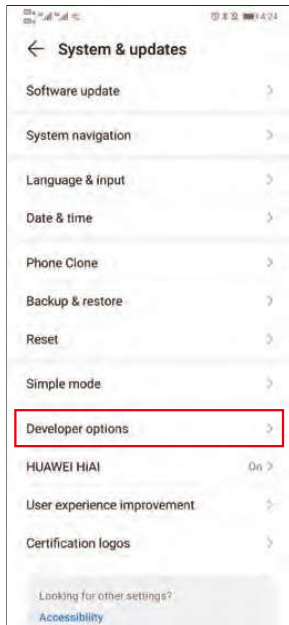 4:24
System & updates
Software update
System navigation
Language & input
Date & time
Phone Clone
Backup & restore
Reset
Simple mode
Developer options
HUAWEI HiAI
On
User experience improvement
Certification logos
Looking for other settings?
Accessibility